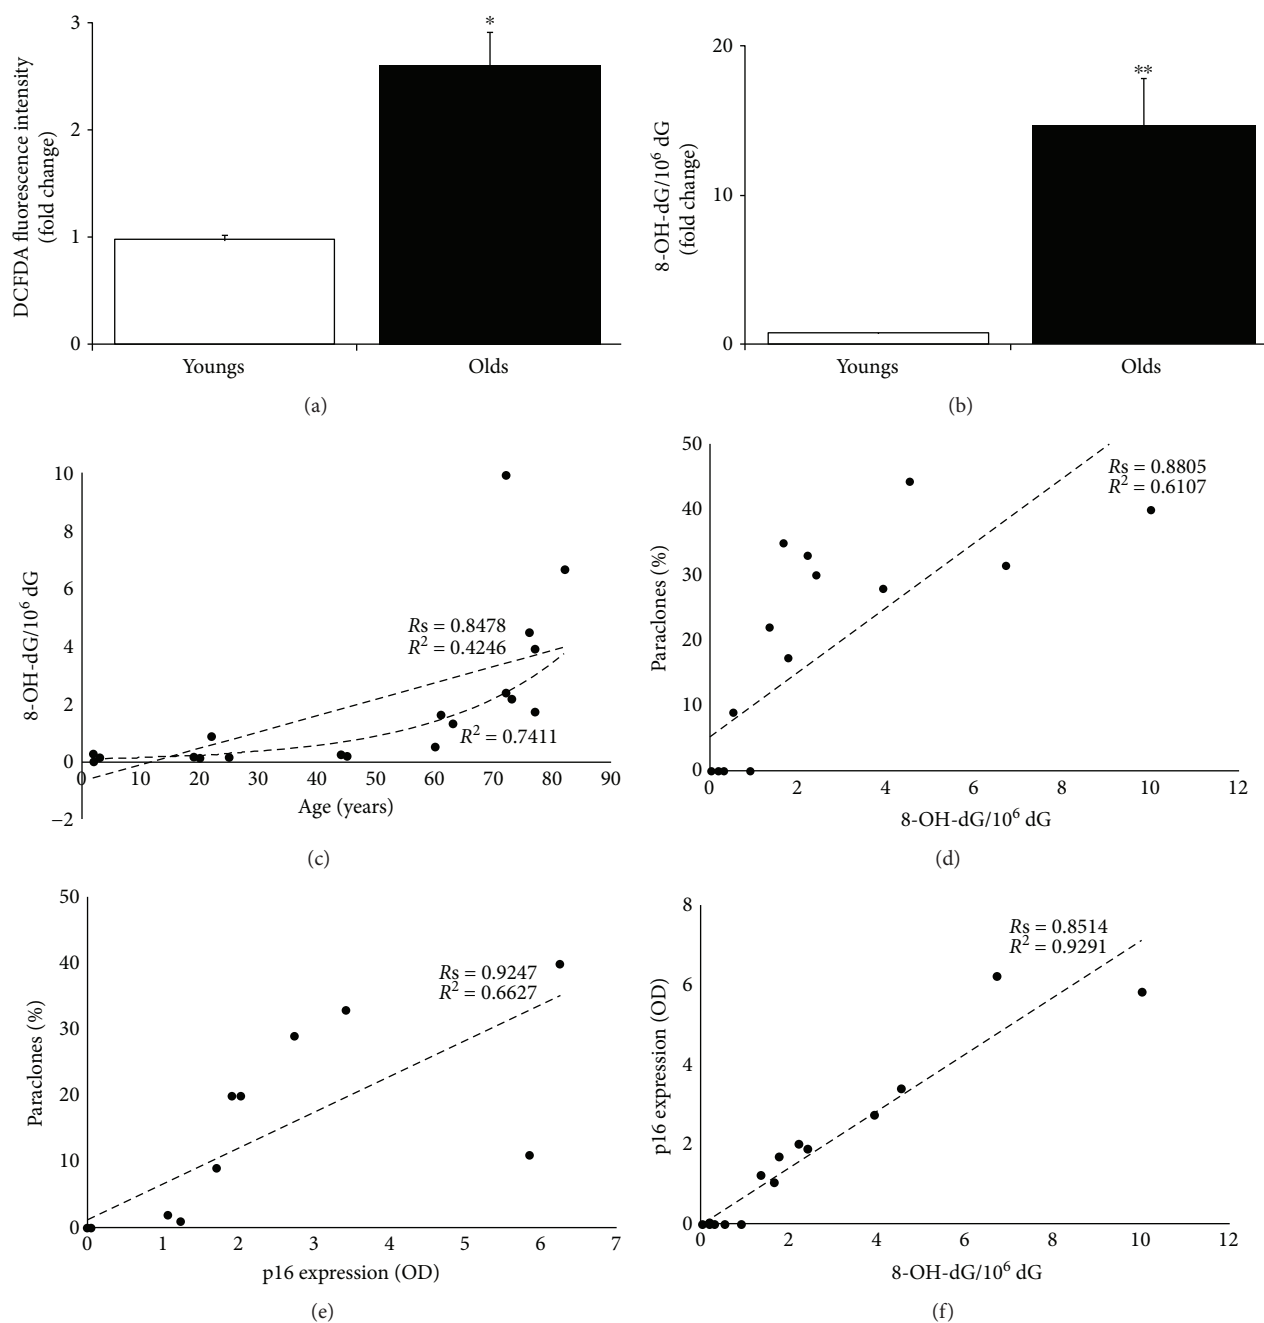 DCFDA fluorescence intensity
(fold change)
3
2
1
0
*
Youngs
Olds
(a)
8-OH-dG/10⁶ dG
(fold change)
20
10
0
**
Youngs
Olds
(b)
8-OH-dG/10⁶ dG
10
8
6
4
2
0
−2
Rs = 0.8478
R² = 0.4246
R² = 0.7411
10 20 30 40 50 60 70 80 90
Age (years)
(c)
Paraclones (%)
50
40
30
20
10
0
Rs = 0.8805
R² = 0.6107
0 2 4 6 8 10 12
8-OH-dG/10⁶ dG
(d)
Paraclones (%)
50
40
30
20
10
0
Rs = 0.9247
R² = 0.6627
0 1 2 3 4 5 6 7
p16 expression (OD)
(e)
p16 expression (OD)
8
6
4
2
0
Rs = 0.8514
R² = 0.9291
0 2 4 6 8 10 12
8-OH-dG/10⁶ dG
(f)